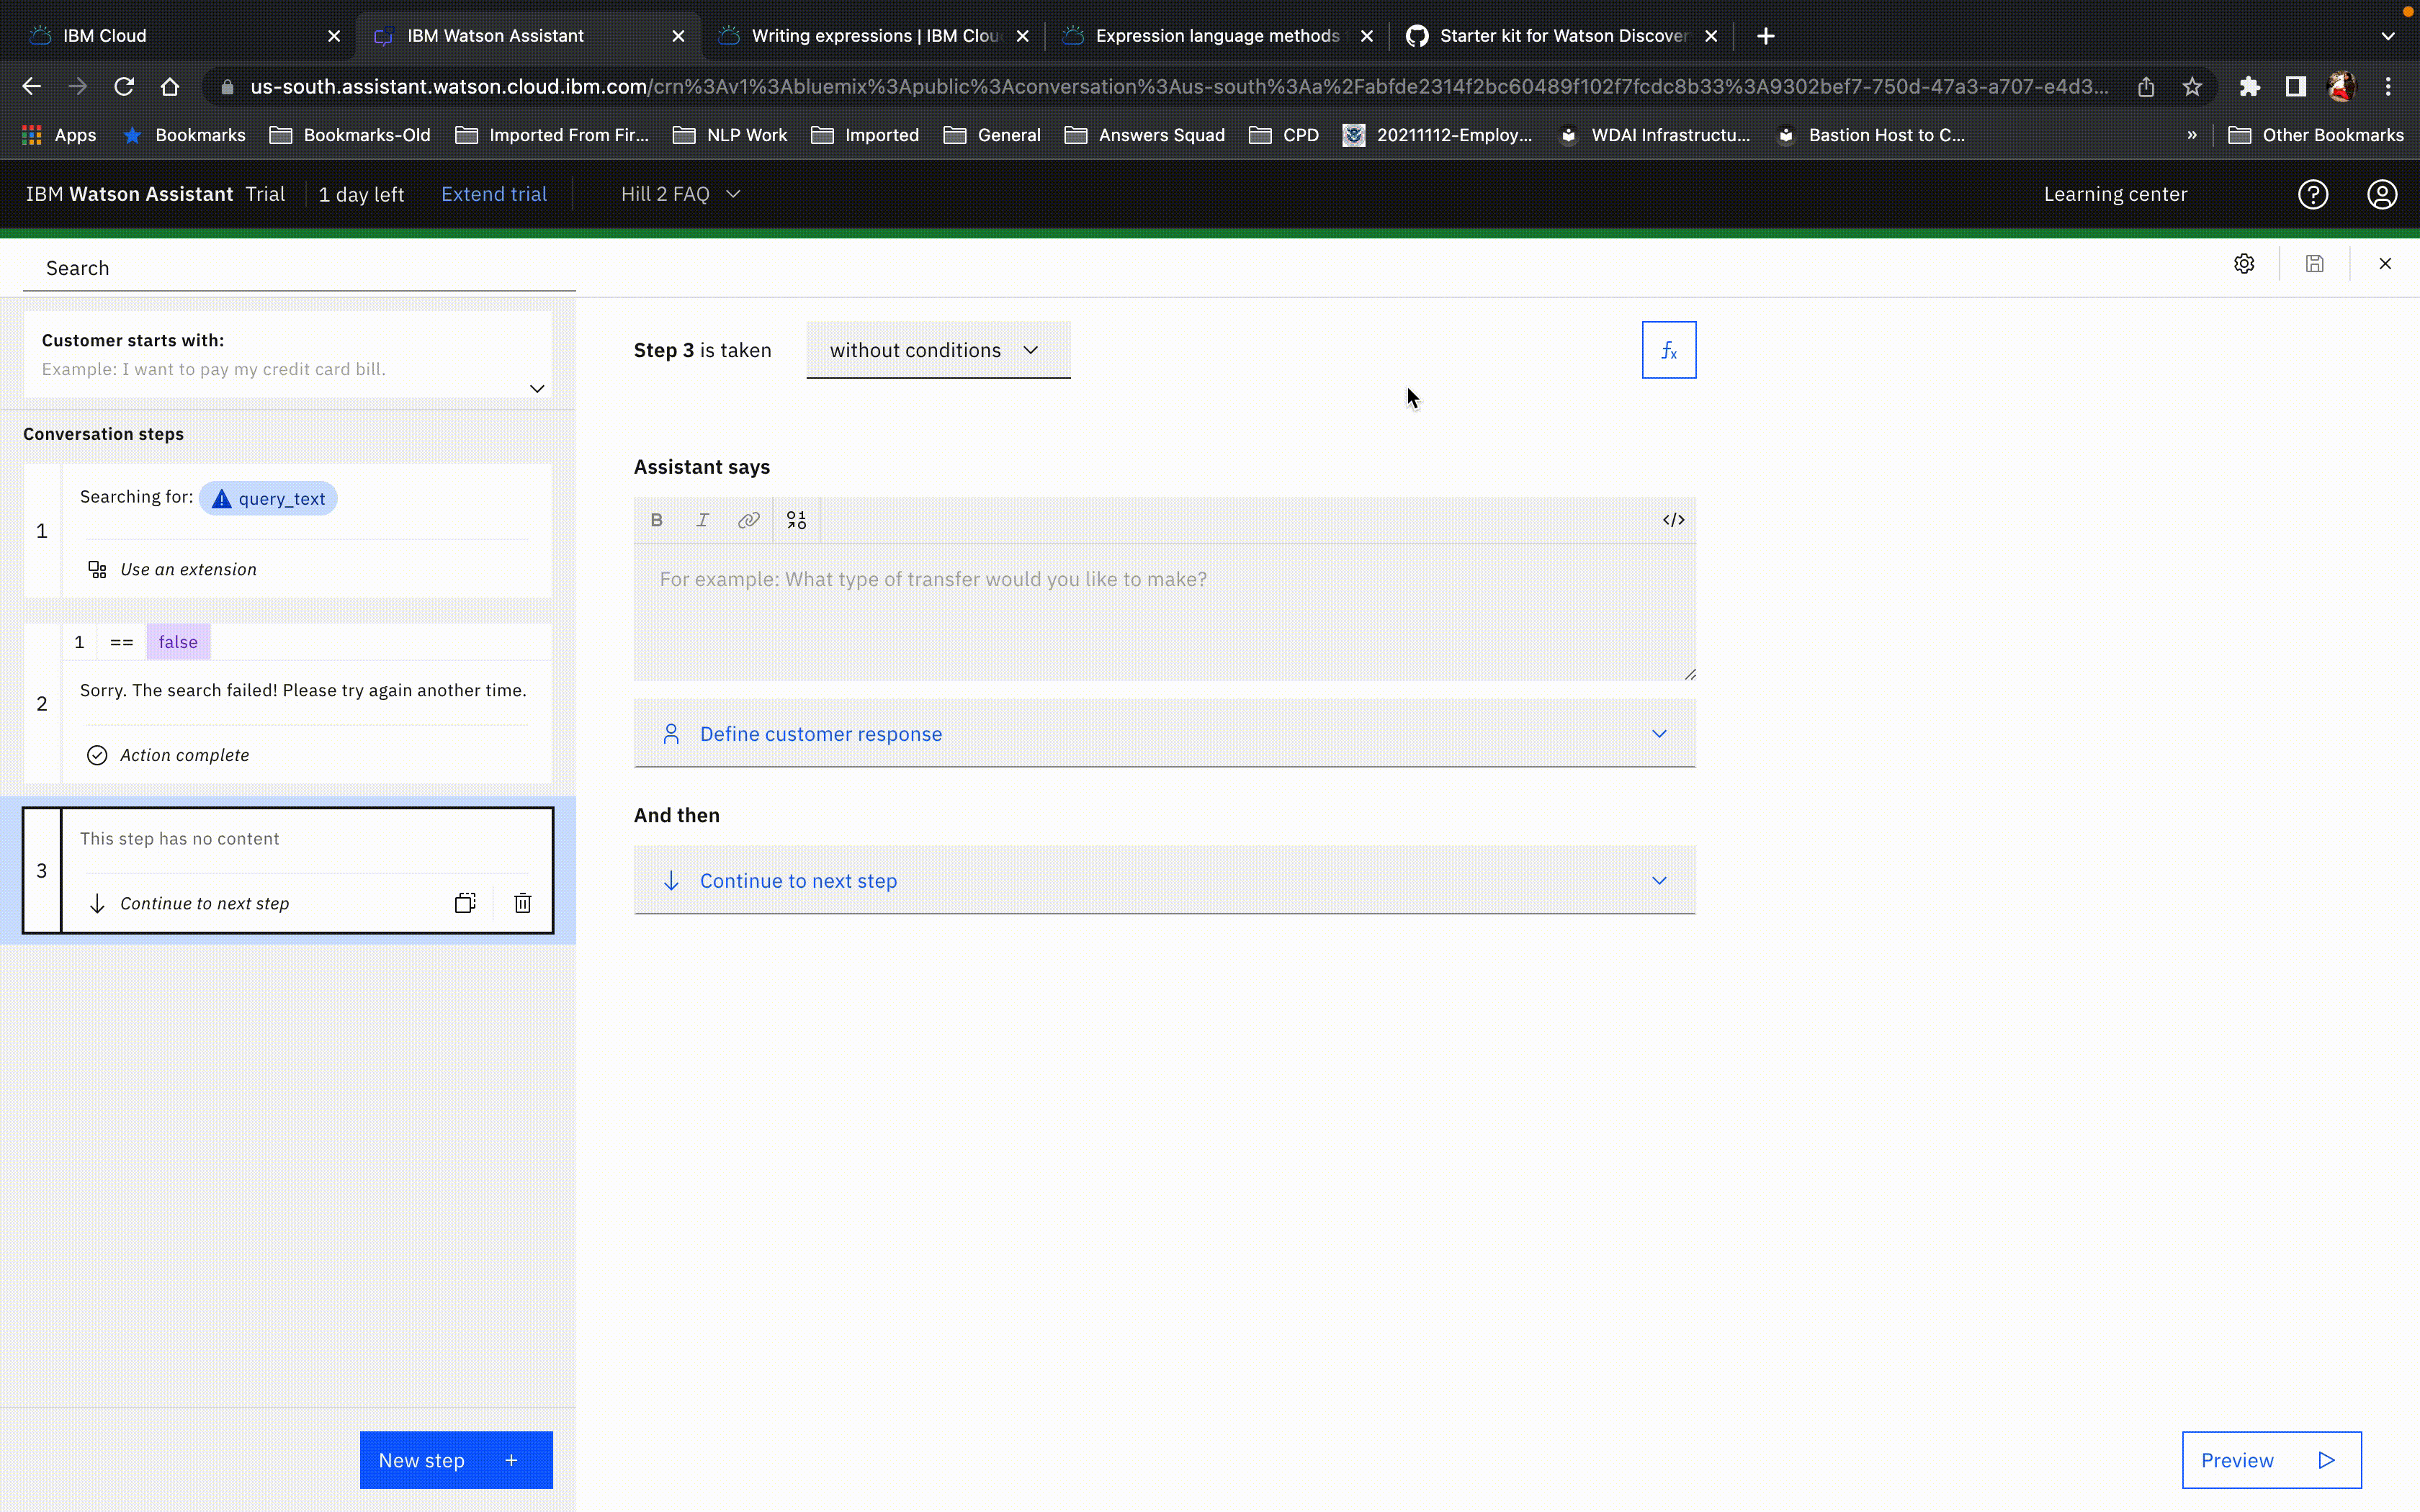 IBM Cloud
IBM Watson Assistant
Writing expressions | IBM Clou
Expression language methods
Starter kit for Watson Discover
us-south.assistant.watson.cloud.ibm.com/crn%3Av1%3Abluemix%3Apublic%3Aconversation%3Aus-south%3Aa%2Fabfde2314f2bc60489f102f7fcdc8b33%3A9302bef7-750d-47a3-a707-e4d3...
Apps
Bookmarks
Bookmarks-Old
Imported From Fir...
NLP Work
Imported
General
Answers Squad
CPD
20211112-Employ...
WDAI Infrastructu...
Bastion Host to C...
»
Other Bookmarks
IBM Watson Assistant Trial
1 day left
Extend trial
Hill 2 FAQ
Learning center
Search
Customer starts with:
Example: I want to pay my credit card bill.
Conversation steps
1
Searching for: query_text
Use an extension
2
1 == false
Sorry. The search failed! Please try again another time.
Action complete
3
This step has no content
Continue to next step
New step +
Step 3 is taken
without conditions
fx
Assistant says
B I </>
For example: What type of transfer would you like to make?
Define customer response
And then
Continue to next step
Preview